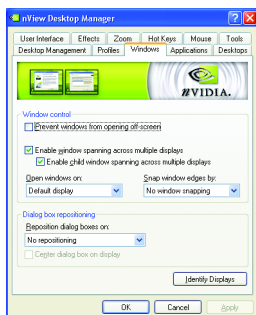 nView Desktop Manager
User Interface Effects Zoom Hot Keys Mouse Tools
Desktop Management Profiles Windows Applications Desktops
NVIDIA.
Window control
Prevent windows from opening off-screen
Enable window spanning across multiple displays
Enable child window spanning across multiple displays
Open windows on: Snap window edges by:
Default display No window snapping
Dialog box repositioning
Reposition dialog boxes on:
No repositioning
Center dialog box on display
Identify Displays
OK Cancel Apply